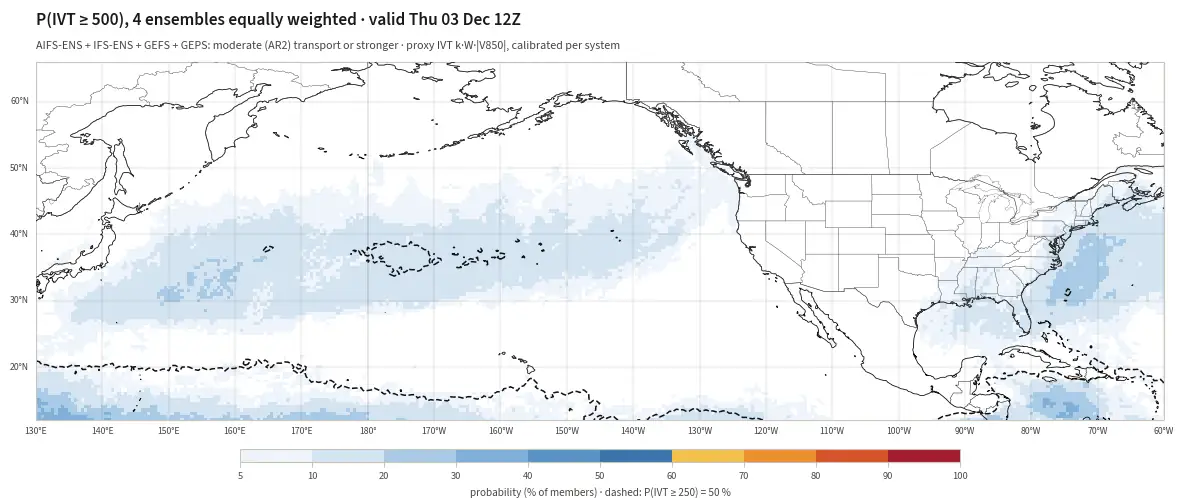 P(IVT ≥ 500), 4 ensembles equally weighted · valid Thu 03 Dec 12Z
AIFS-ENS + IFS-ENS + GEFS + GEPS: moderate (AR2) transport or stronger · proxy IVT k·W·|V850|, calibrated per system
60°N
50°N
40°N
30°N
20°N
130°E 140°E 150°E 160°E 170°E 180° 170°W 160°W 150°W 140°W 130°W 120°W 110°W 100°W 90°W 80°W 70°W 60°W
5 10 20 30 40 50 60 70 80 90 100
probability (% of members) · dashed: P(IVT ≥ 250) = 50 %